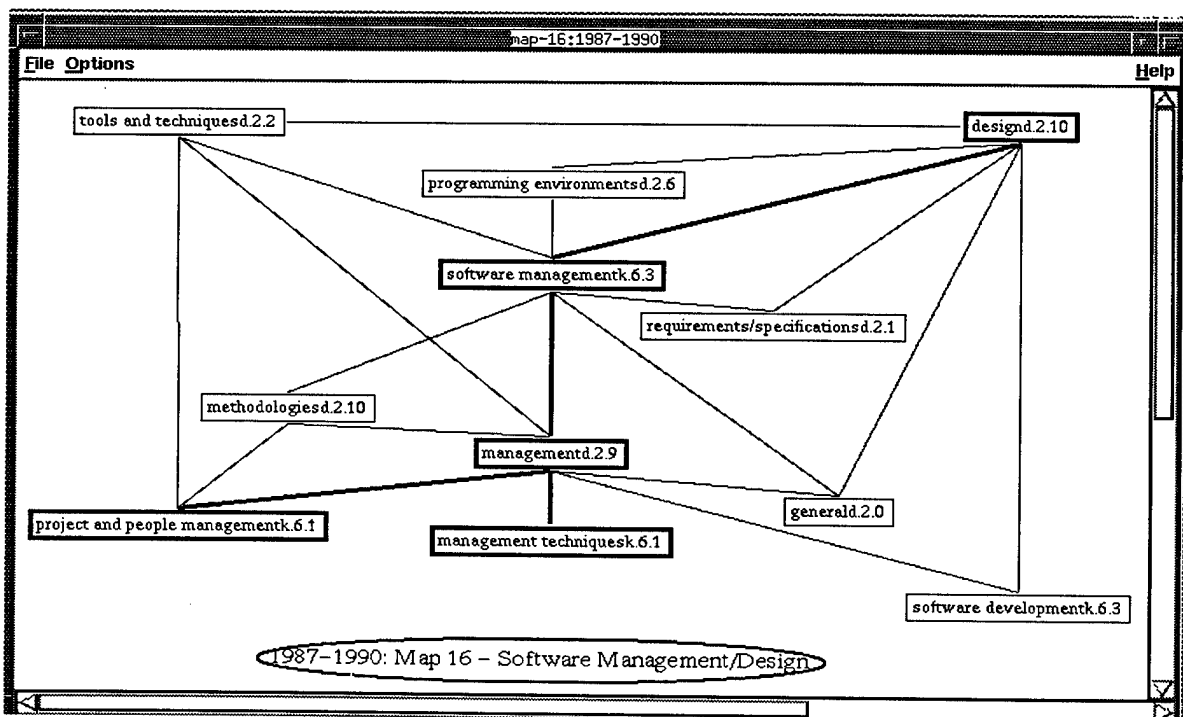 map-16:1987-1990
File Options
Help
tools and techniquesd.2.2
designd.2.10
programming environmentsd.2.6
software managementk.6.3
requirements/specificationsd.2.1
methodologiesd.2.10
managementd.2.9
generald.2.0
project and people managementk.6.1
management techniquesk.6.1
software developmentk.6.3
1987-1990: Map 16 - Software Management/Design